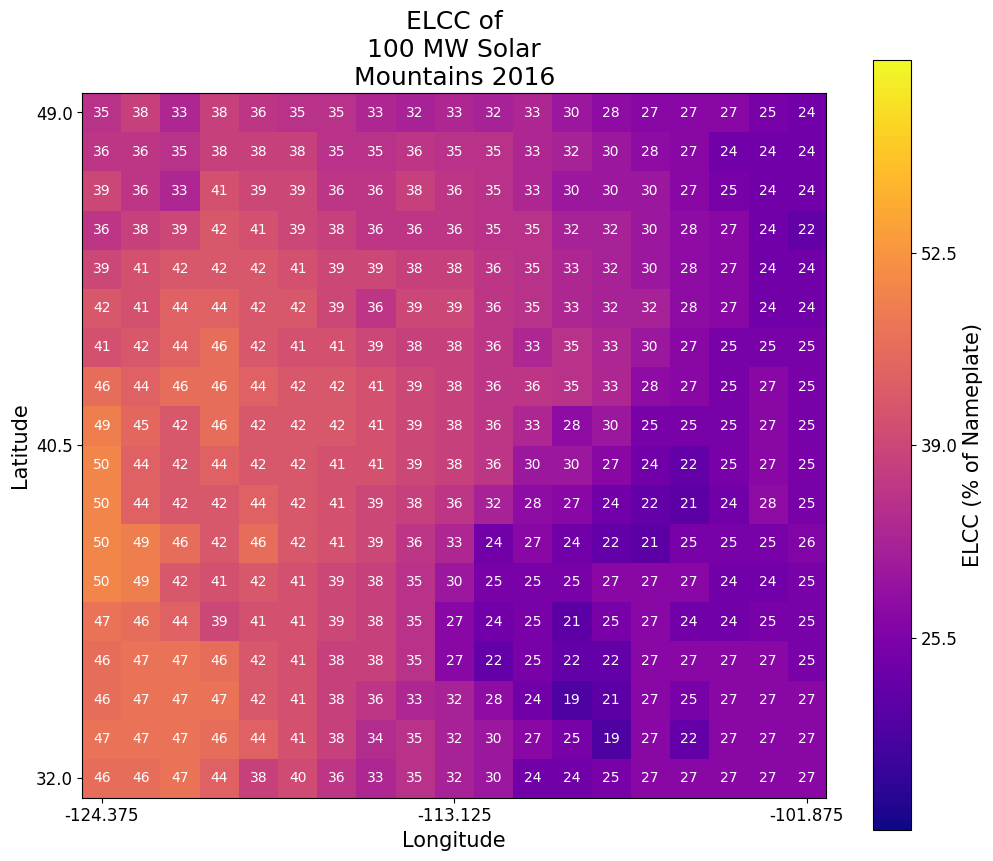 ELCC of
100 MW Solar
Mountains 2016
49.0
35 38 33 38 36 35 35 33 32 33 32 33 30 28 27 27 27 25 24
36 36 35 38 38 38 35 35 36 35 35 33 32 30 28 27 24 24 24
39 36 33 41 39 39 36 36 38 36 35 33 30 30 30 27 25 24 24
36 38 39 42 41 39 38 36 36 36 35 35 32 32 30 28 27 24 22
39 41 42 42 42 41 39 39 38 38 36 35 33 32 30 28 27 24 24
52.5
42 41 44 44 42 42 39 36 39 39 36 35 33 32 32 28 27 24 24
41 42 44 46 42 41 41 39 38 38 36 33 35 33 30 27 25 25 25
46 44 46 46 44 42 42 41 39 38 36 36 35 33 28 27 25 27 25
49 45 42 46 42 42 42 41 39 38 36 33 28 30 25 25 25 27 25
40.5
39.0
50 44 42 44 42 42 41 41 39 38 36 30 30 27 24 22 25 27 25
50 44 42 42 44 42 41 39 38 36 32 28 27 24 22 21 24 28 25
50 49 46 42 46 42 41 39 36 33 24 27 24 22 21 25 25 25 26
50 49 42 41 42 41 39 38 35 30 25 25 25 27 27 27 24 24 25
47 46 44 39 41 41 39 38 35 27 24 25 21 25 27 24 24 25 25
25.5
46 47 47 46 42 41 38 38 35 27 22 25 22 22 27 27 27 27 25
46 47 47 47 42 41 38 36 33 32 28 24 19 21 27 25 27 27 27
47 47 47 46 44 41 38 34 35 32 30 27 25 19 27 22 27 27 27
32.0
46 46 47 44 38 40 36 33 35 32 30 24 24 25 27 27 27 27 27
-124.375 -113.125 -101.875
Longitude
Latitude
ELCC (% of Nameplate)